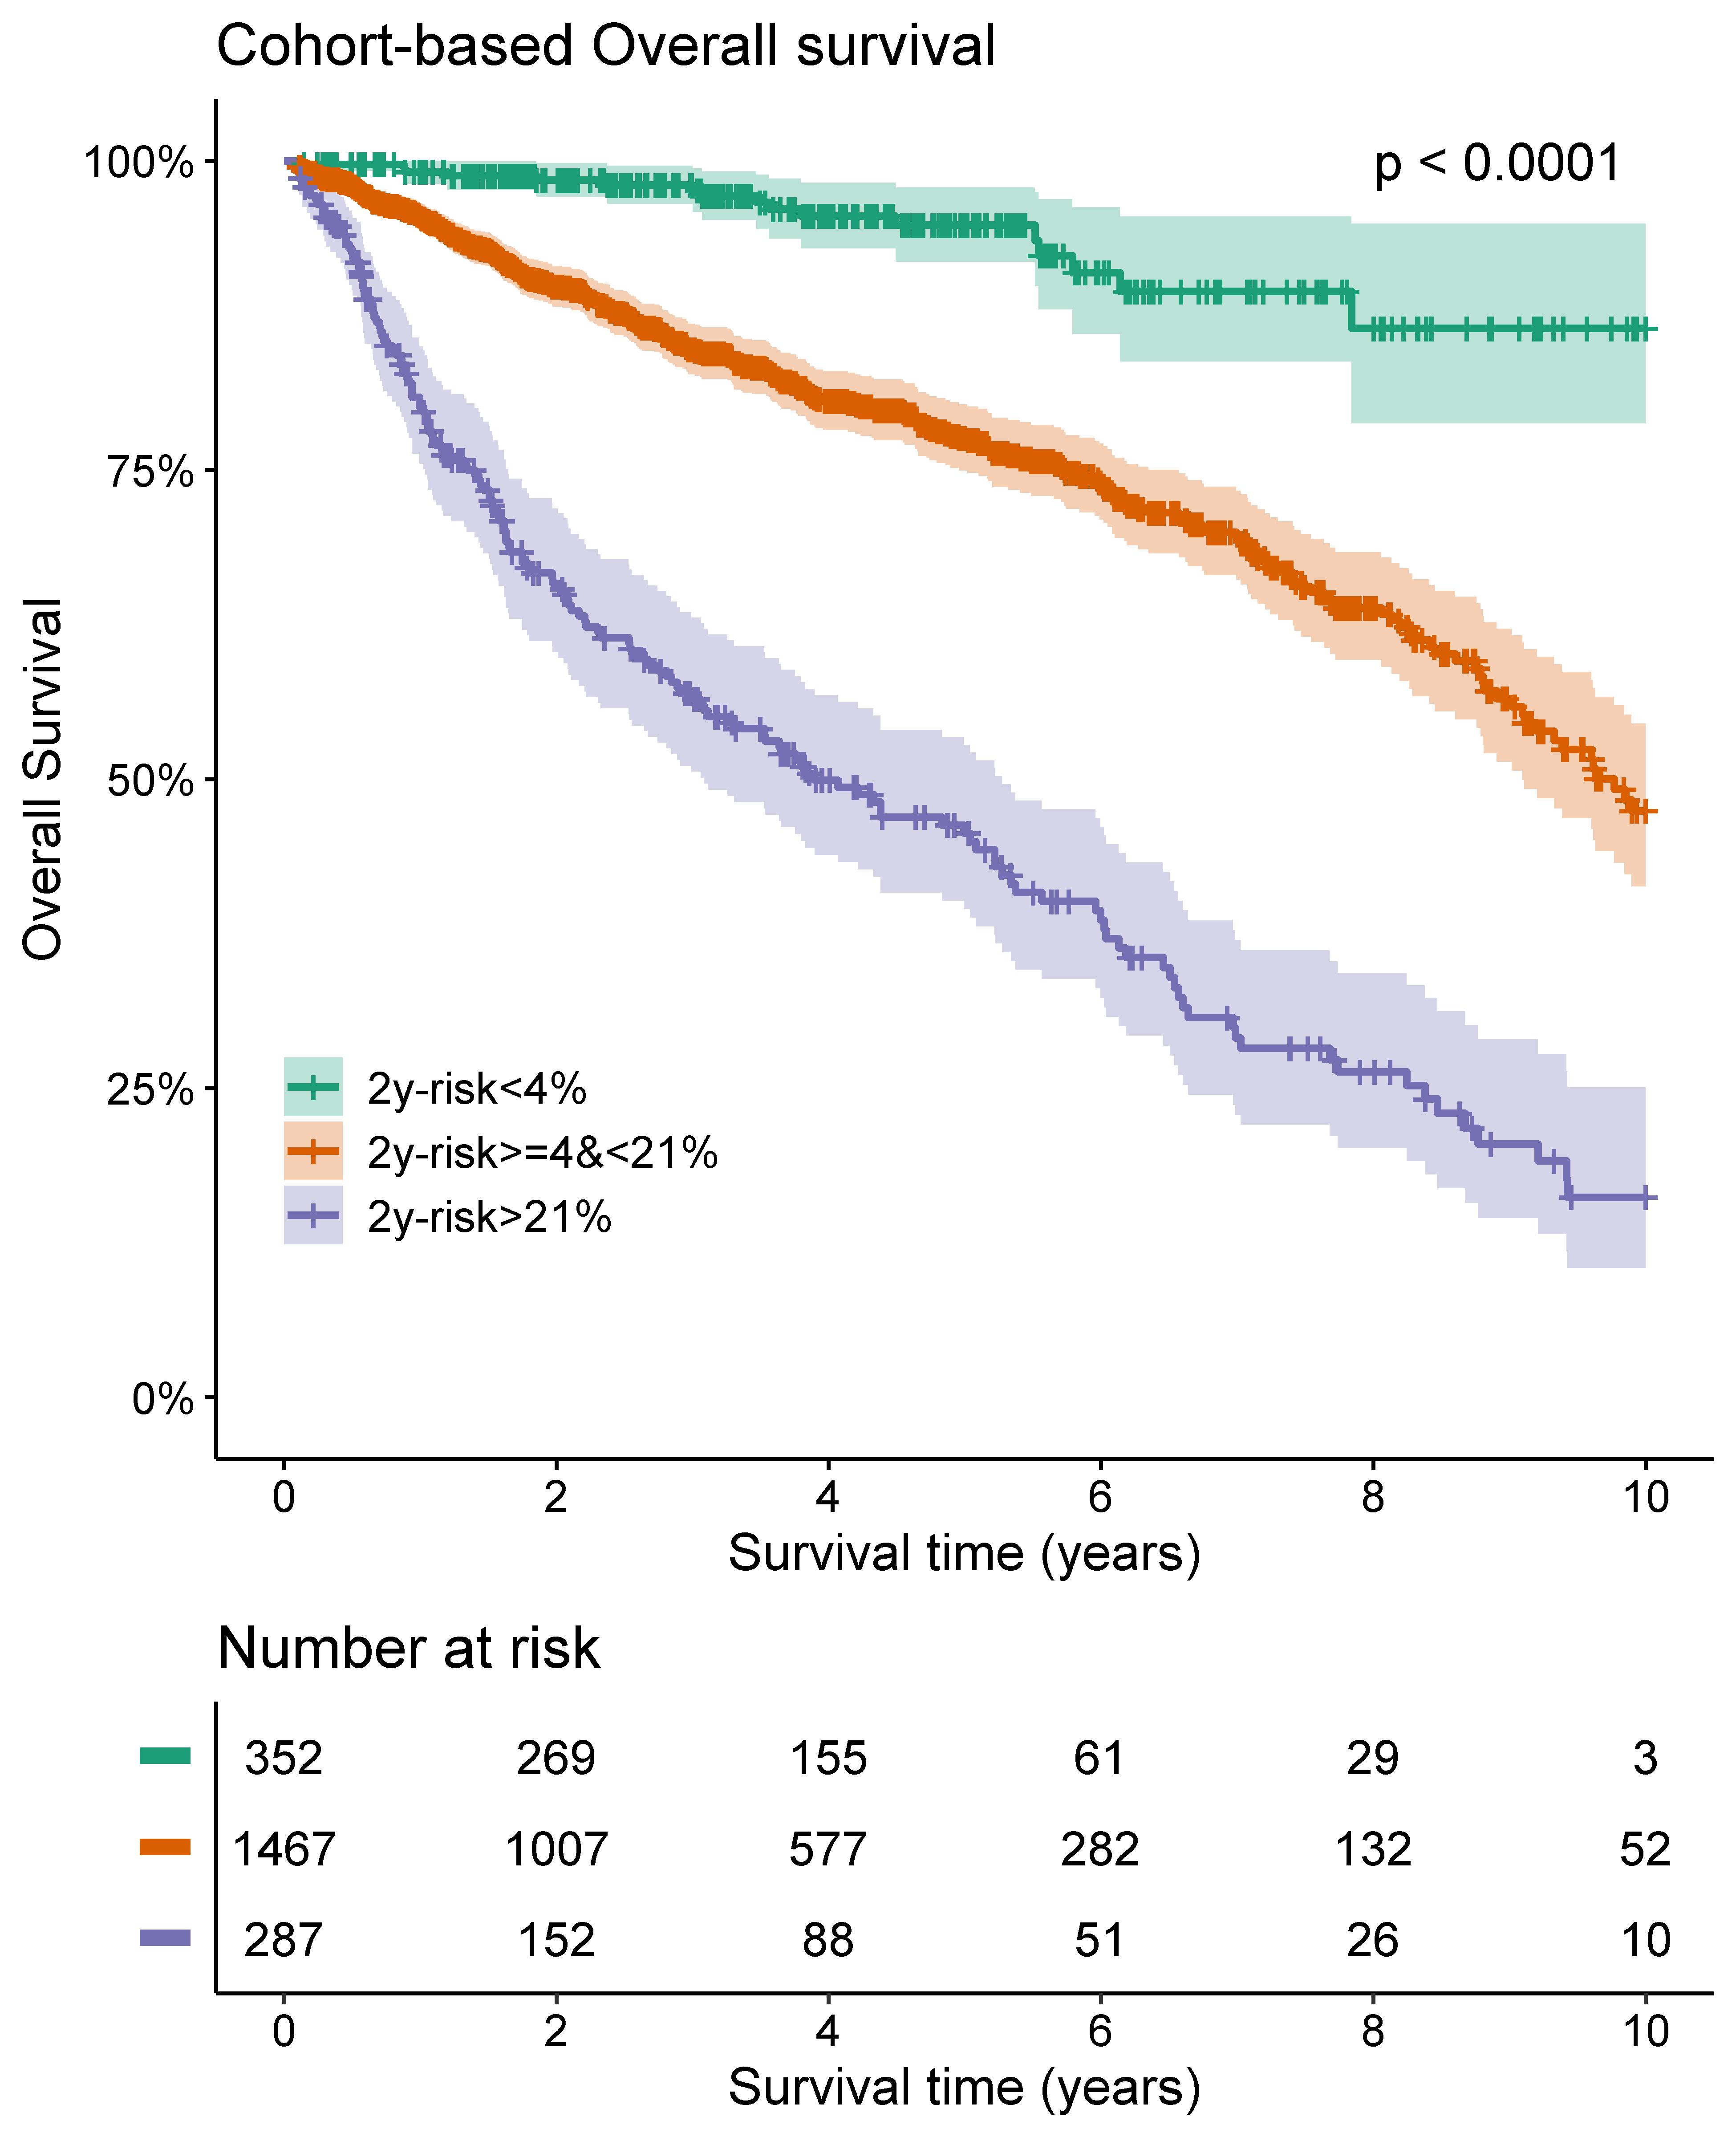 Cohort-based Overall survival
p < 0.0001
100%
75%
50%
25%
0%
Overall Survival
2y-risk<4%
2y-risk>=4&<21%
2y-risk>21%
0 2 4 6 8 10
Survival time (years)
Number at risk
352 269 155 61 29 3
1467 1007 577 282 132 52
287 152 88 51 26 10
0 2 4 6 8 10
Survival time (years)